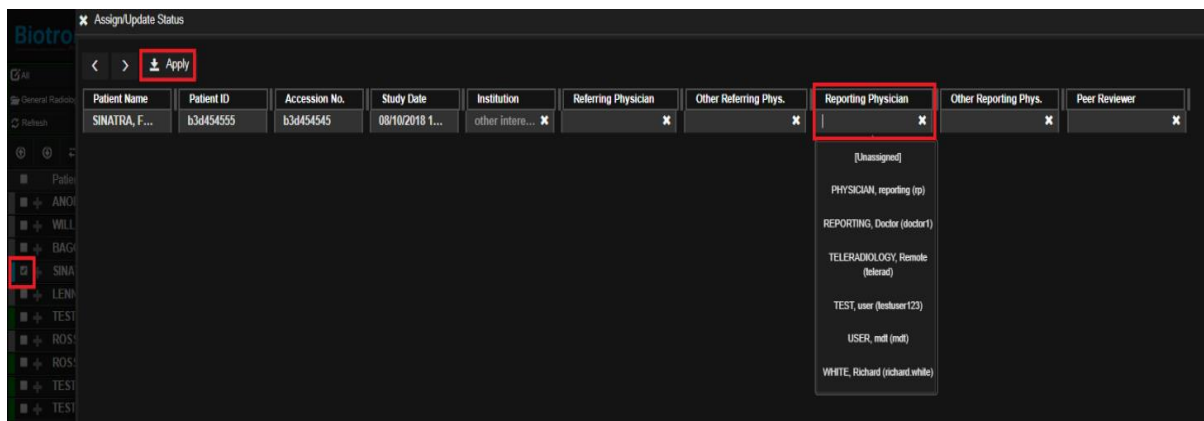 Assign/Update Status
Biotro
Apply
All
General Radiolo
Refresh
Patient Name Patient ID Accession No. Study Date Institution Referring Physician Other Referring Phys. Reporting Physician Other Reporting Phys. Peer Reviewer
SINATRA, F... b3d454555 b3d454545 08/10/2018 1... other intere...
[Unassigned]
PHYSICIAN, reporting (rp)
REPORTING, Doctor (doctor1)
TELERADIOLOGY, Remote
(telerad)
TEST, user (testuser123)
USER, mdt (mdt)
WHITE, Richard (richard.white)
Patie
ANO
WILL
BAG
SINA
LENN
TEST
ROS
ROS
TEST
TEST